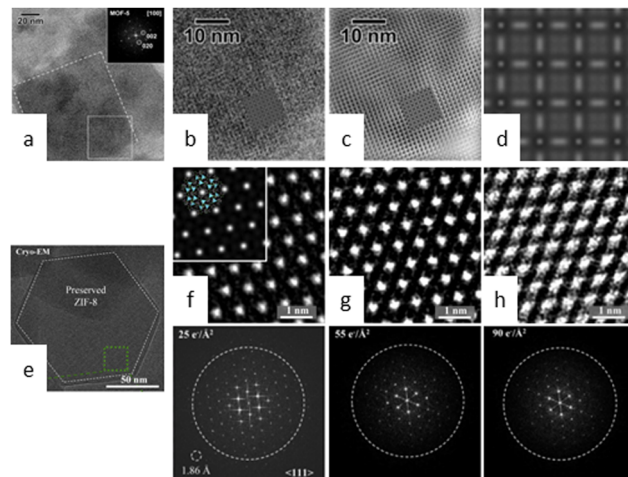 20 nm
MOF-5 [100]
002
020
10 nm
10 nm
a
b
c
d
Cryo-EM
Preserved
ZIF-8
50 nm
e
f
1 nm
g
1 nm
h
1 nm
25 e⁻/Å²
55 e⁻/Å²
90 e⁻/Å²
1.86 Å
<111>